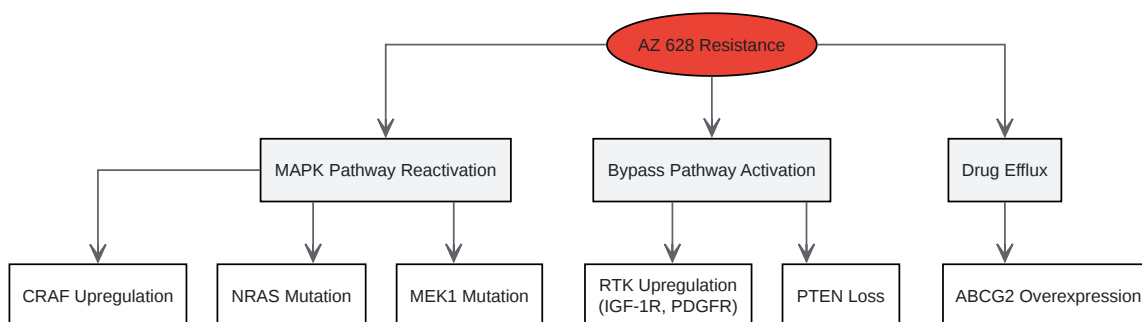 AZ 628 Resistance
MAPK Pathway Reactivation
Bypass Pathway Activation
Drug Efflux
CRAF Upregulation
NRAS Mutation
MEK1 Mutation
RTK Upregulation
(IGF-1R, PDGFR)
PTEN Loss
ABCG2 Overexpression